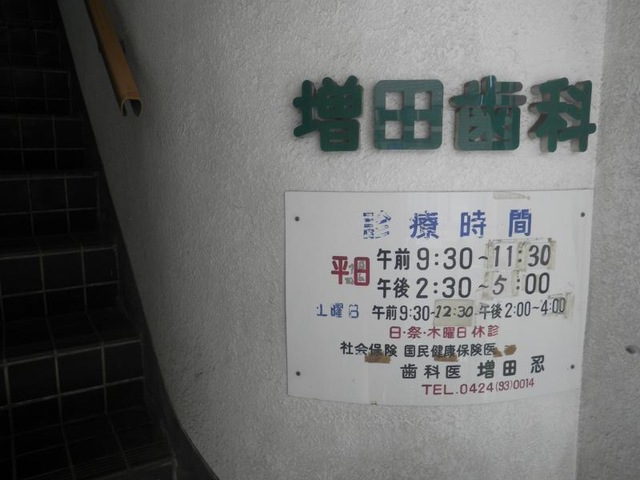 増田歯科
診療時間
平日 午前9:30~11:30
午後2:30~5:00
土曜日 午前9:30~12:30 午後2:00~4:00
日・祭・木曜日休診
社会保険 国民健康保険医
歯科医 増田 忍
TEL.0424(93)0014